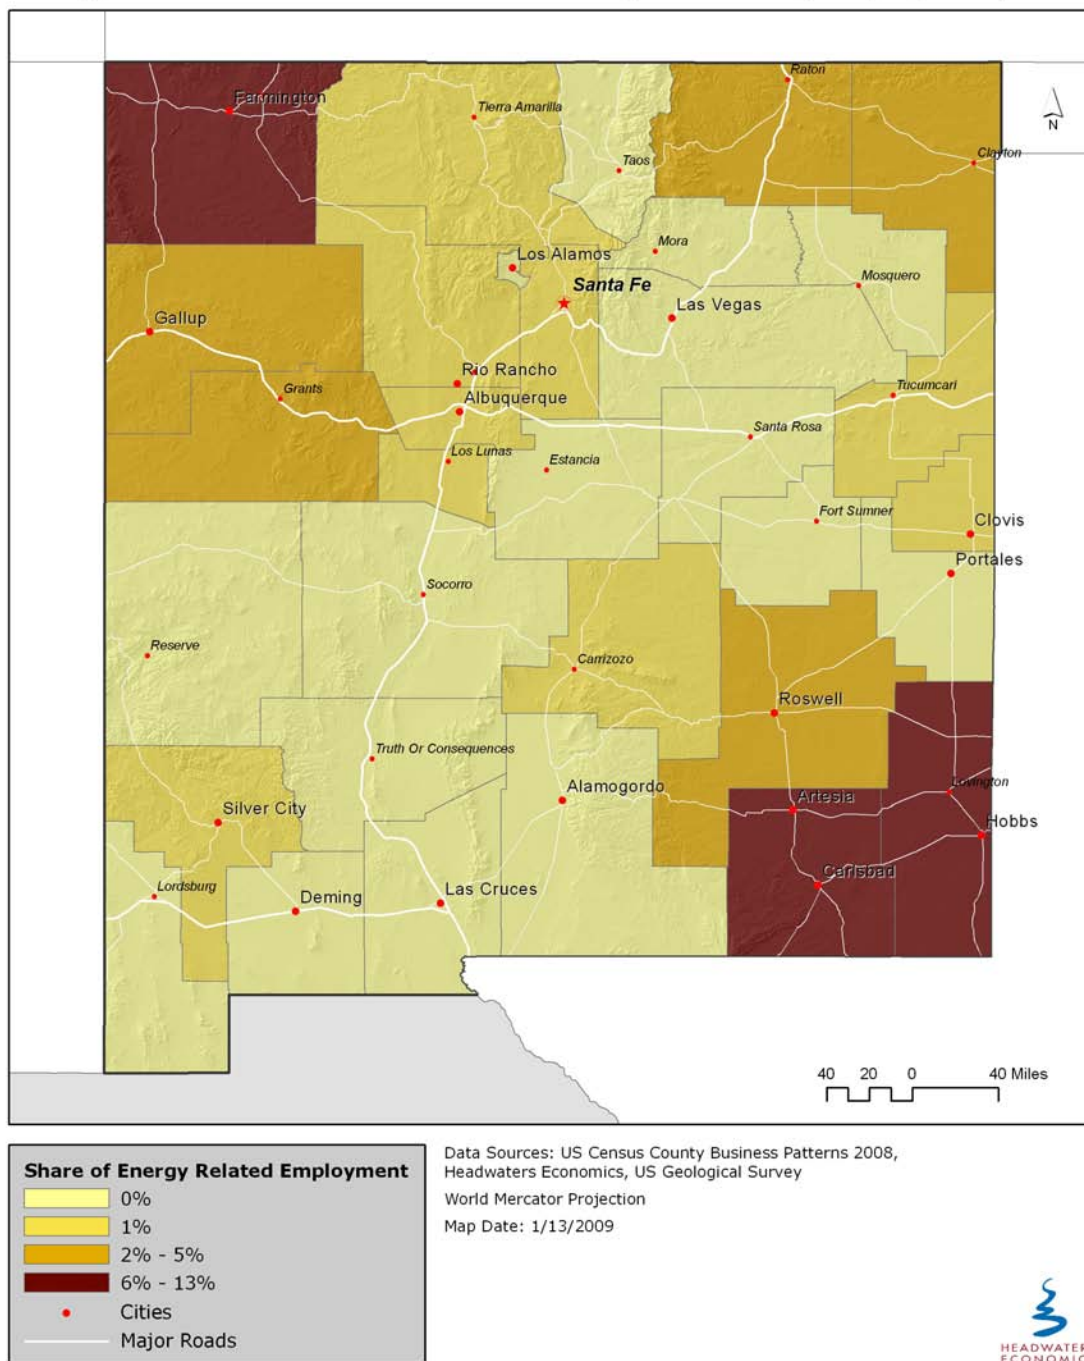 Raton
Farmington
Tierra Amarilla
N
Clayton
Taos
Mora
Los Alamos
Mosquero
Santa Fe
Las Vegas
Gallup
Rio Rancho
Grants
Tucumcari
Albuquerque
Santa Rosa
Los Lunas
Estancia
Fort Sumner
Clovis
Portales
Socorro
Reserve
Carrizozo
Roswell
Truth Or Consequences
Lovington
Alamogordo
Artesia
Silver City
Hobbs
Carlsbad
Lordsburg
Deming
Las Cruces
40 20 0 40 Miles
Share of Energy Related Employment
0%
1%
2% - 5%
6% - 13%
Cities
Major Roads
Data Sources: US Census County Business Patterns 2008,
Headwaters Economics, US Geological Survey
World Mercator Projection
Map Date: 1/13/2009